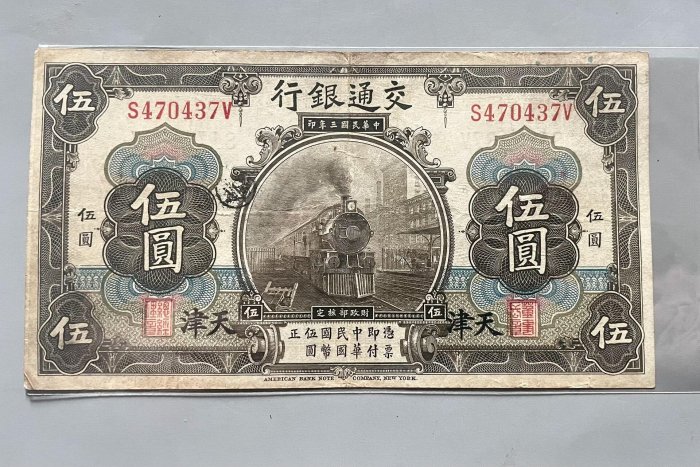 行銀通交
S470437V
S470437V
印年三國民華中
伍
伍
伍圓
伍圓
伍圓
伍圓
伍
伍
定核部政財
津天
津天
憑票
即付
中華
民國
國幣
伍圓
正
伍
伍
AMERICAN BANK NOTE COMPANY, NEW YORK.